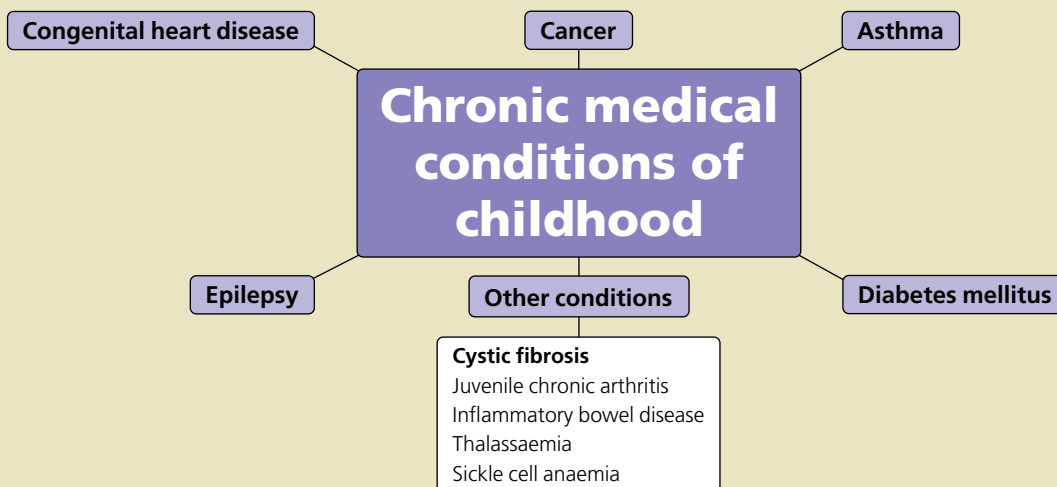 Congenital heart disease
Cancer
Asthma
Chronic medical
conditions of
childhood
Epilepsy
Other conditions
Diabetes mellitus
Cystic fibrosis
Juvenile chronic arthritis
Inflammatory bowel disease
Thalassaemia
Sickle cell anaemia